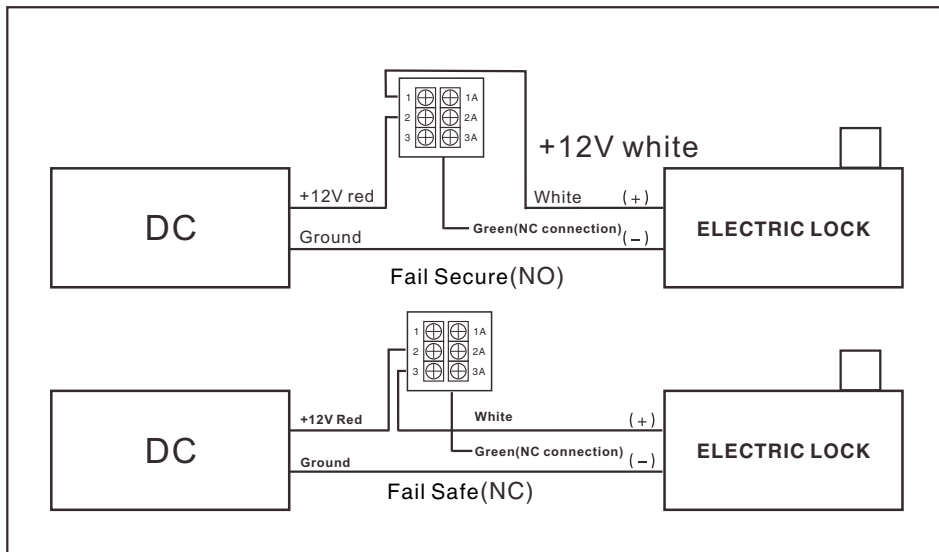 1 1A
2 2A
3 3A
+12V white
+12V red
White (+)
DC
ELECTRIC LOCK
Green(NC connection) (-)
Ground
Fail Secure(NO)
1 1A
2 2A
3 3A
+12V Red
White (+)
DC
ELECTRIC LOCK
Green(NC connection) (-)
Ground
Fail Safe(NC)